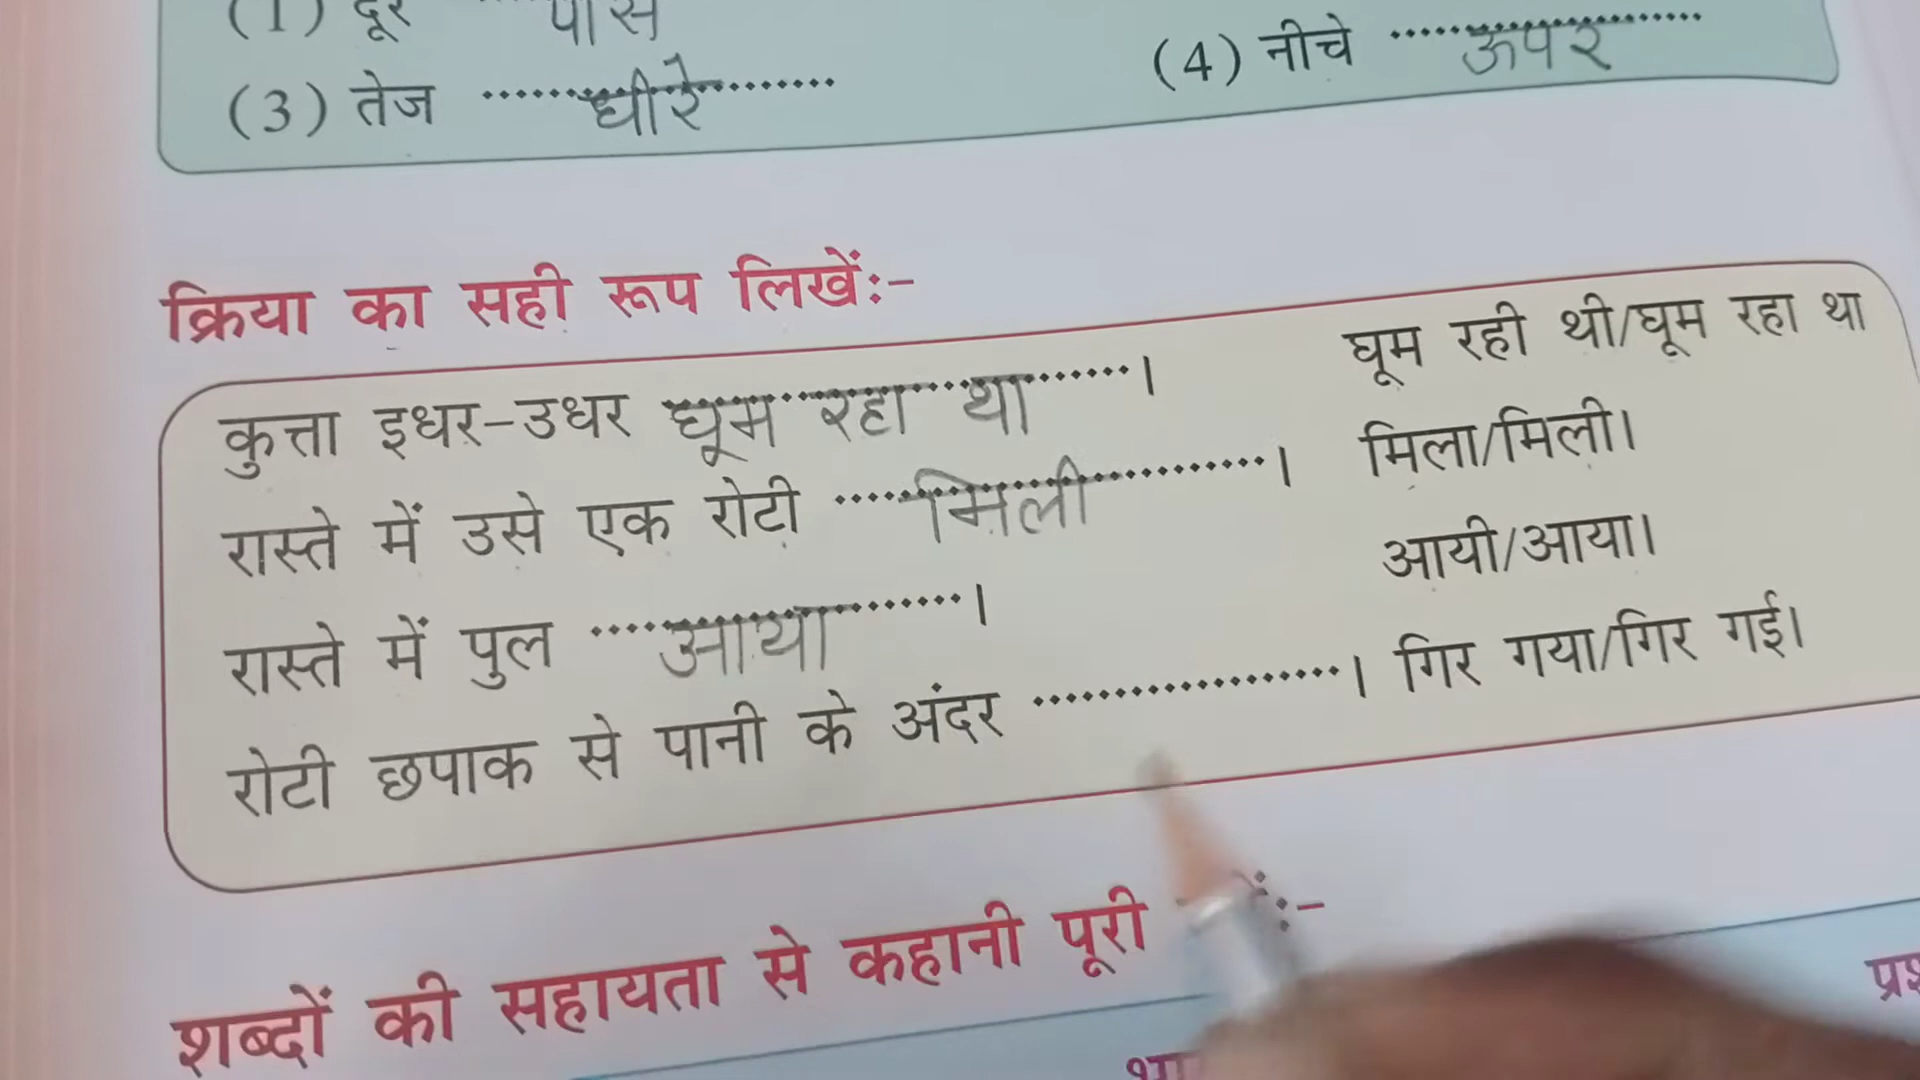 (1) दूर पास
(4) नीचे ऊपर
(3) तेज धीरे
क्रिया का सही रूप लिखें:-
कुत्ता इधर-उधर घूम रहा था । घूम रही थी/घूम रहा था
रास्ते में उसे एक रोटी मिली । मिला/मिली।
रास्ते में पुल आया । आयी/आया।
रोटी छपाक से पानी के अंदर .................... । गिर गया/गिर गई।
शब्दों की सहायता से कहानी पूरी